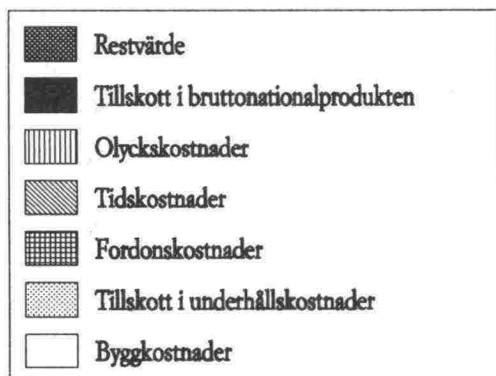 Restvärde
Tillskott i bruttonationalprodukten
Olyckskostnader
Tidskostnader
Fordonskostnader
Tillskott i underhållskostnader
Byggkostnader